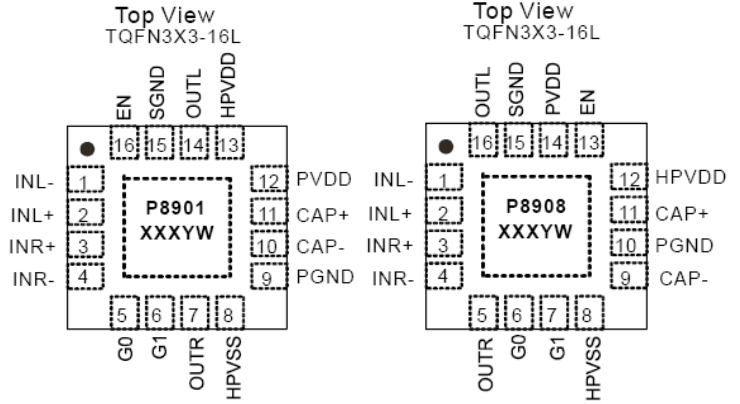 Top View
TQFN3X3-16L
EN
SGND
OUTL
HPVDD
16 15 14 13
INL- 1
INL+ 2
INR+ 3
INR- 4
P8901
XXXYW
12 PVDD
11 CAP+
10 CAP-
9 PGND
5 6 7 8
G0
G1
OUTR
HPVSS
Top View
TQFN3X3-16L
OUTL
SGND
PVDD
EN
16 15 14 13
INL- 1
INL+ 2
INR+ 3
INR- 4
P8908
XXXYW
12 HPVDD
11 CAP+
10 PGND
9 CAP-
5 6 7 8
OUTR
G0
G1
HPVSS